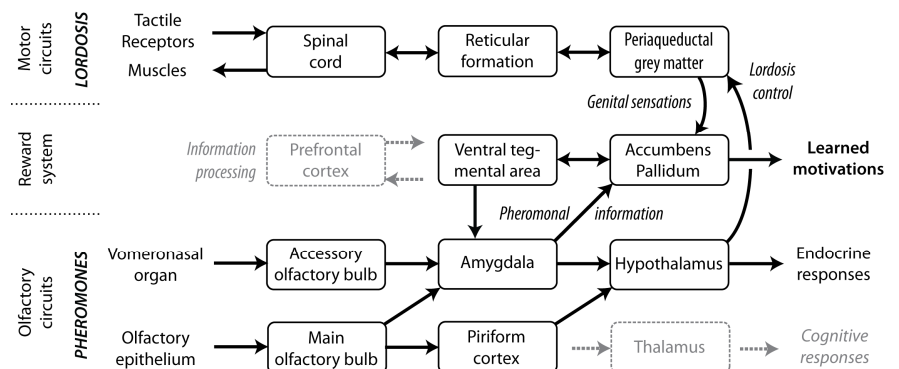 Motor
circuits
LORDOSIS
Tactile
Receptors
Muscles
Spinal
cord
Reticular
formation
Periaqueductal
grey matter
Lordosis
control
Genital sensations
Reward
system
Information
processing
Prefrontal
cortex
Ventral teg-
mental area
Accumbens
Pallidum
Learned
motivations
Pheromonal information
Olfactory
circuits
PHEROMONES
Vomeronasal
organ
Accessory
olfactory bulb
Amygdala
Hypothalamus
Endocrine
responses
Olfactory
epithelium
Main
olfactory bulb
Piriform
cortex
Thalamus
Cognitive
responses